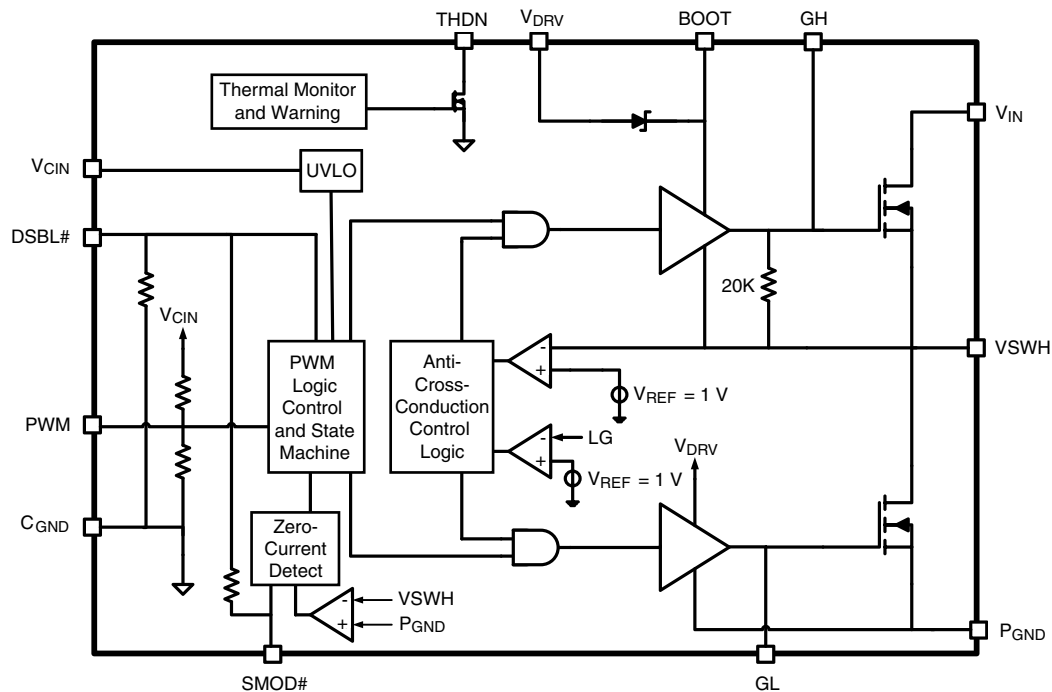 THDN
VDRV
BOOT
GH
Thermal Monitor
and Warning
VIN
VCIN
UVLO
DSBL#
20K
VCIN
PWM
Logic
Control
and State
Machine
Anti-
Cross-
Conduction
Control
Logic
-
+
VREF = 1 V
VSWH
PWM
-
+
LG
VREF = 1 V
VDRV
CGND
Zero-
Current
Detect
-
+
VSWH
PGND
PGND
SMOD#
GL